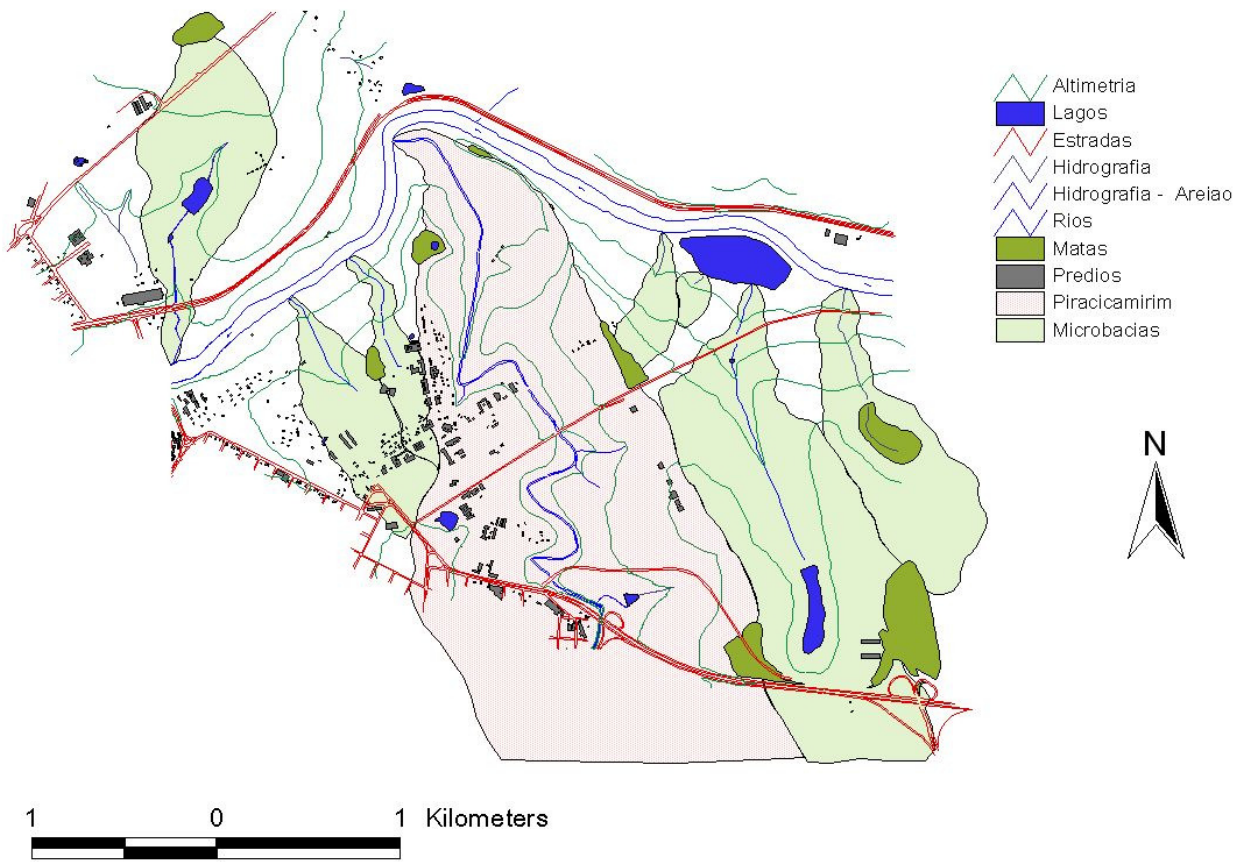 Altimetria
Lagos
Estradas
Hidrografia
Hidrografia - Areiao
Rios
Matas
Predios
Piracicamirim
Microbacias
N
1 0 1 Kilometers